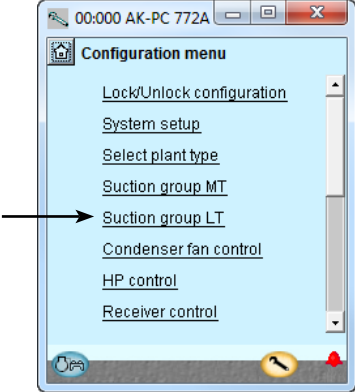 00:000 AK-PC 772A
Configuration menu
Lock/Unlock configuration
System setup
Select plant type
Suction group MT
Suction group LT
Condenser fan control
HP control
Receiver control